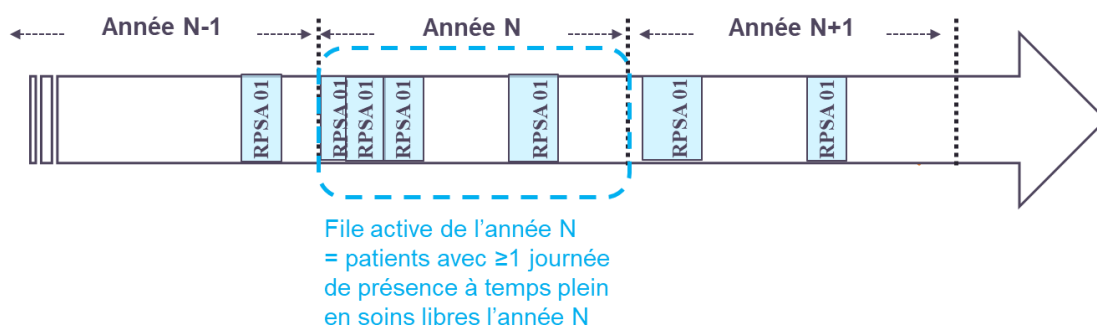 Année N-1
Année N
Année N+1
RPSA 01
RPSA 01
RPSA 01
RPSA 01
RPSA 01
RPSA 01
RPSA 01
File active de l'année N
= patients avec ≥1 journée
de présence à temps plein
en soins libres l'année N